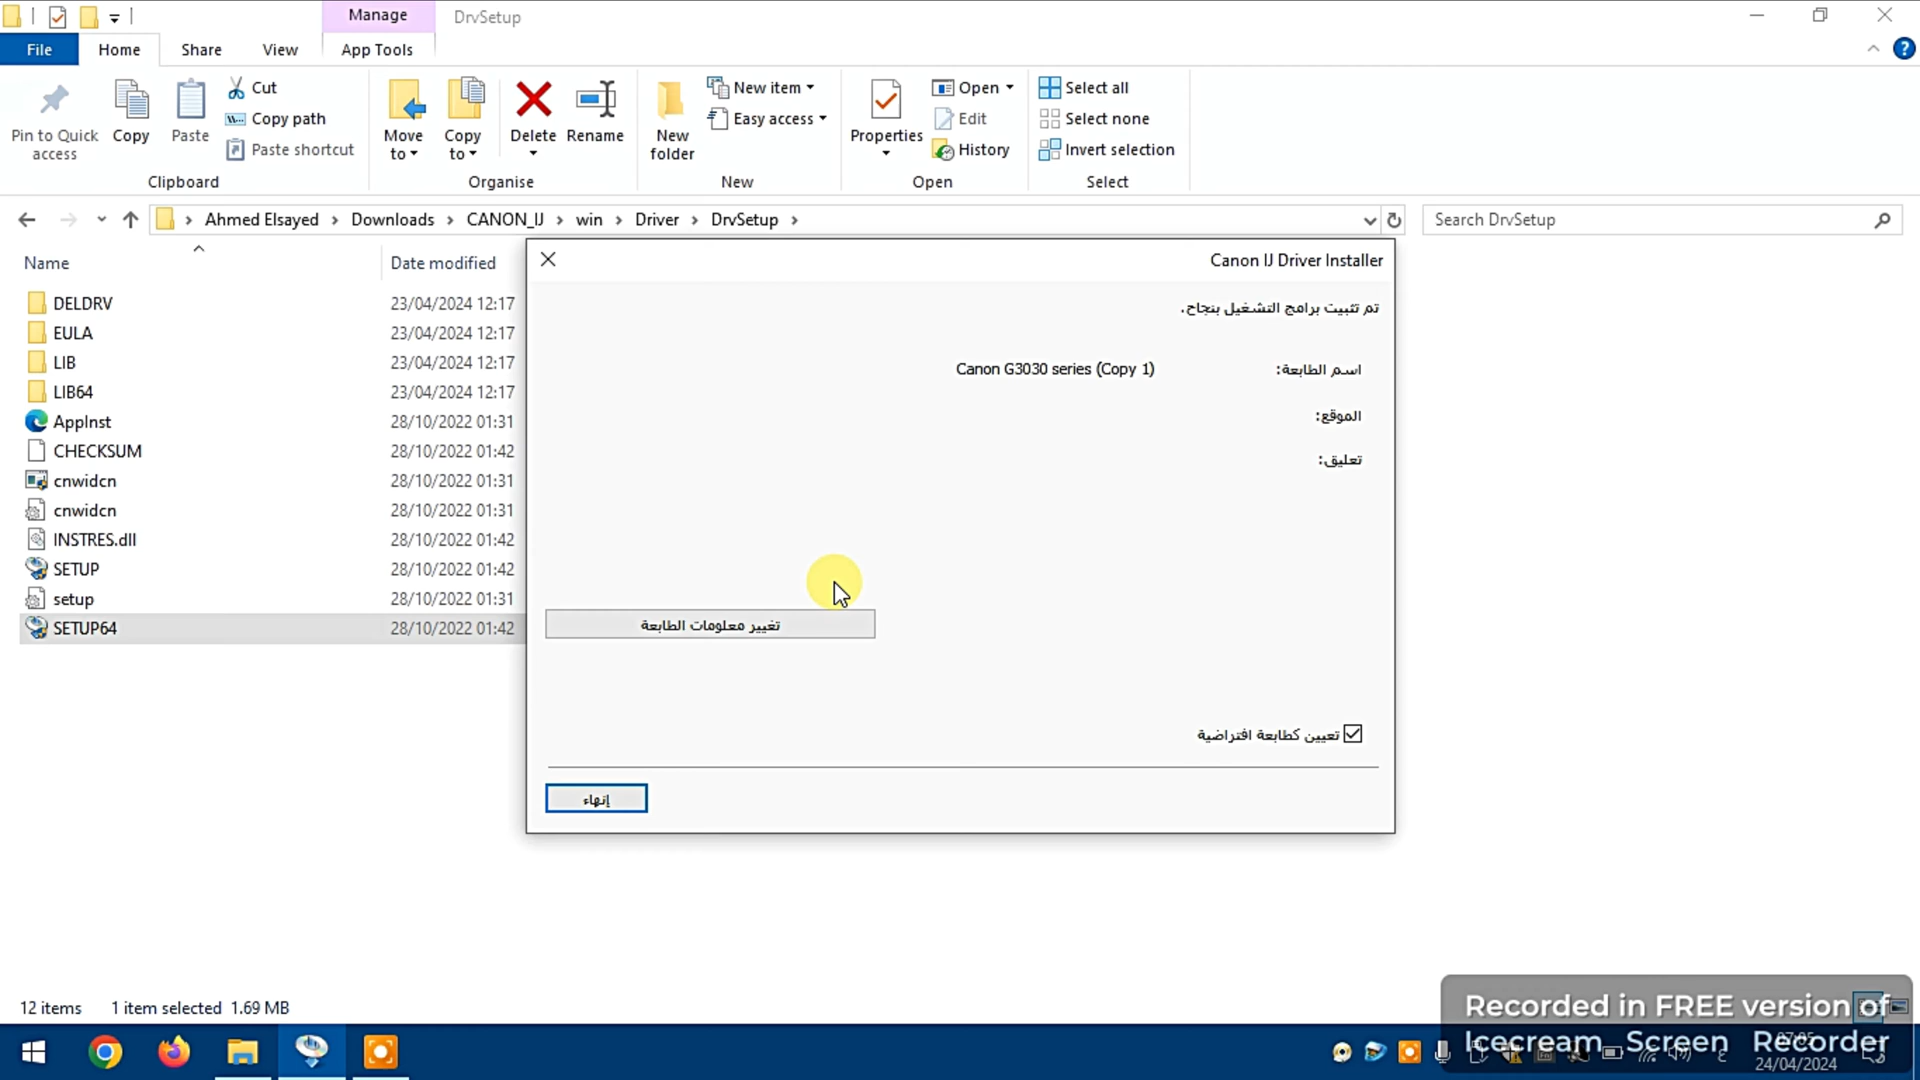 Manage
DrvSetup
File
Home
Share
View
App Tools
Pin to Quick access
Copy
Paste
Cut
Copy path
Paste shortcut
Clipboard
Move to
Copy to
Delete
Rename
Organise
New folder
New item
Easy access
New
Properties
Open
Edit
History
Open
Select all
Select none
Invert selection
Select
Ahmed Elsayed
Downloads
CANON_IJ
win
Driver
DrvSetup
Search DrvSetup
Name
Date modified
DELDRV 23/04/2024 12:17
EULA 23/04/2024 12:17
LIB 23/04/2024 12:17
LIB64 23/04/2024 12:17
AppInst 28/10/2022 01:31
CHECKSUM 28/10/2022 01:42
cnwidcn 28/10/2022 01:31
cnwidcn 28/10/2022 01:31
INSTRES.dll 28/10/2022 01:42
SETUP 28/10/2022 01:42
setup 28/10/2022 01:31
SETUP64 28/10/2022 01:42
Canon IJ Driver Installer
تم تثبيت برامج التشغيل بنجاح.
اسم الطابعة: Canon G3030 series (Copy 1)
الموقع:
تعليق:
تغيير معلومات الطابعة
تعيين كطابعة افتراضية
إنهاء
12 items
1 item selected 1.69 MB
Recorded in FREE version of
Icecream Screen Recorder
24/04/2024